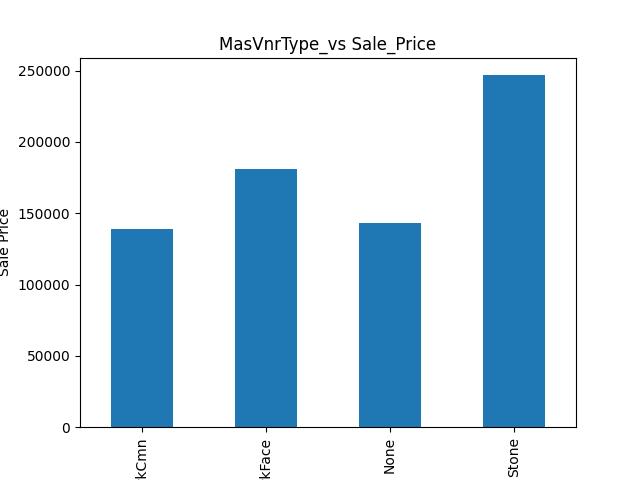 MasVnrType_vs Sale_Price
250000
200000
150000
100000
50000
0
Sale Price
kCmn
kFace
None
Stone